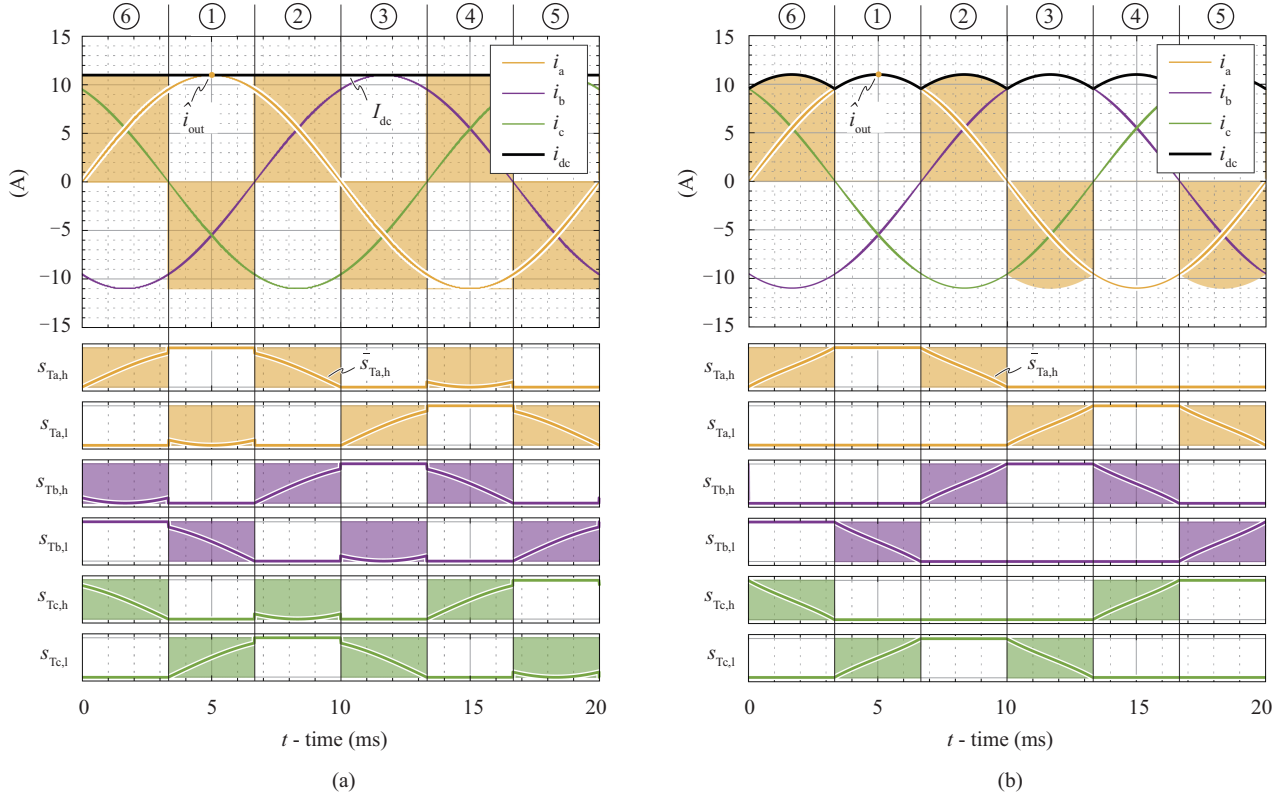 ⑥ ① ② ③ ④ ⑤
15
10
5
0
−5
−10
−15
(A)
i_a
i_b
i_c
i_dc
î_out
I_dc
s_Ta,h
s̄_Ta,h
s_Ta,l
s_Tb,h
s_Tb,l
s_Tc,h
s_Tc,l
0 5 10 15 20
t - time (ms)
(a)
⑥ ① ② ③ ④ ⑤
15
10
5
0
−5
−10
−15
(A)
i_a
i_b
i_c
i_dc
î_out
s_Ta,h
s̄_Ta,h
s_Ta,l
s_Tb,h
s_Tb,l
s_Tc,h
s_Tc,l
0 5 10 15 20
t - time (ms)
(b)